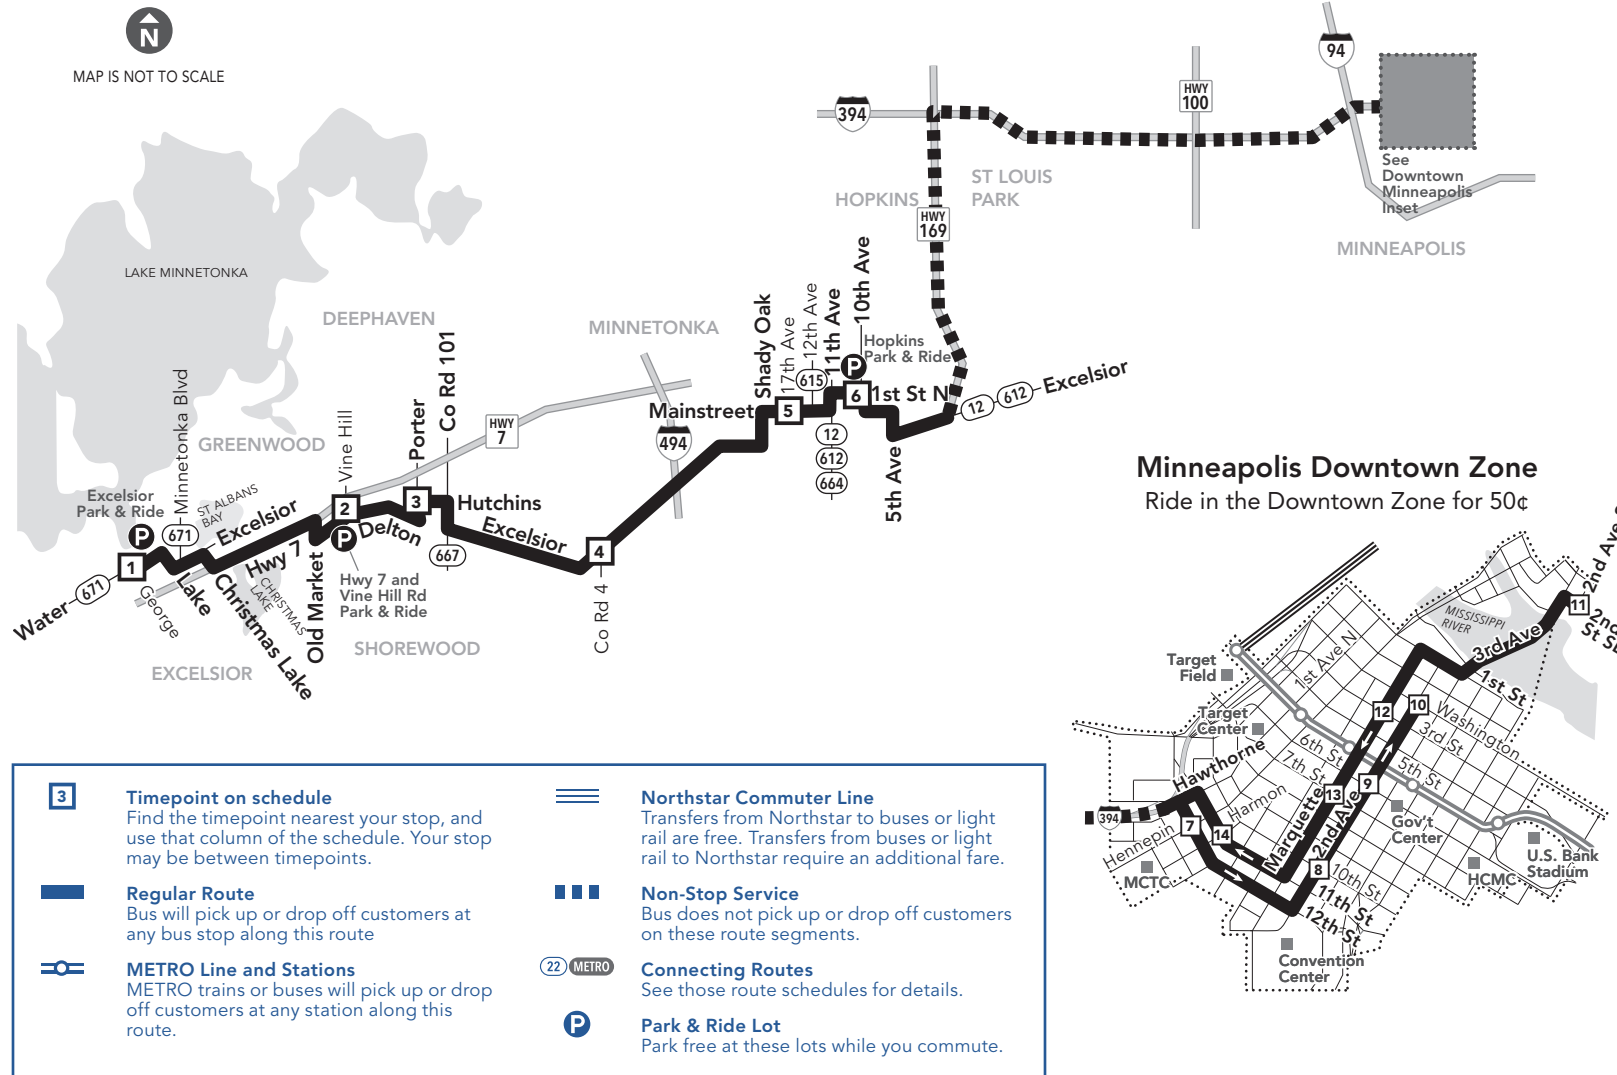 N
MAP IS NOT TO SCALE
LAKE MINNETONKA
DEEPHAVEN
MINNETONKA
GREENWOOD
EXCELSIOR
SHOREWOOD
HOPKINS
ST LOUIS
PARK
MINNEAPOLIS
394
HWY
100
94
HWY
169
See
Downtown
Minneapolis
Inset
Excelsior
Park & Ride
P
1
Water
671
George
671
Minnetonka Blvd
Lake
ST ALBANS
BAY
Excelsior
Christmas Lake
CHRISTMAS
LAKE
Hwy 7
Old Market
2
Vine Hill
P
Hwy 7 and
Vine Hill Rd
Park & Ride
Delton
3
Porter
Co Rd 101
Hutchins
667
HWY
7
Excelsior
4
Co Rd 4
494
Mainstreet
Shady Oak
5
17th Ave
12th Ave
615
11th Ave
12
612
664
10th Ave
P
Hopkins
Park & Ride
6
1st St N
5th Ave
12
612
Excelsior
Minneapolis Downtown Zone
Ride in the Downtown Zone for 50¢
2nd Ave S
11
2nd
St SE
MISSISSIPPI
RIVER
3rd Ave
1st St
Target
Field
1st Ave N
Target
Center
12
10
Washington
3rd St
5th St
6th St
7th St
Hawthorne
Harmon
Hennepin
394
7
14
13
9
8
Marquette
2nd Ave
10th St
11th St
12th St
MCTC
Gov't
Center
HCMC
U.S. Bank
Stadium
Convention
Center
3
Timepoint on schedule
Find the timepoint nearest your stop, and
use that column of the schedule. Your stop
may be between timepoints.
Regular Route
Bus will pick up or drop off customers at
any bus stop along this route
METRO Line and Stations
METRO trains or buses will pick up or drop
off customers at any station along this
route.
Northstar Commuter Line
Transfers from Northstar to buses or light
rail are free. Transfers from buses or light
rail to Northstar require an additional fare.
Non-Stop Service
Bus does not pick up or drop off customers
on these route segments.
22 METRO
Connecting Routes
See those route schedules for details.
P
Park & Ride Lot
Park free at these lots while you commute.